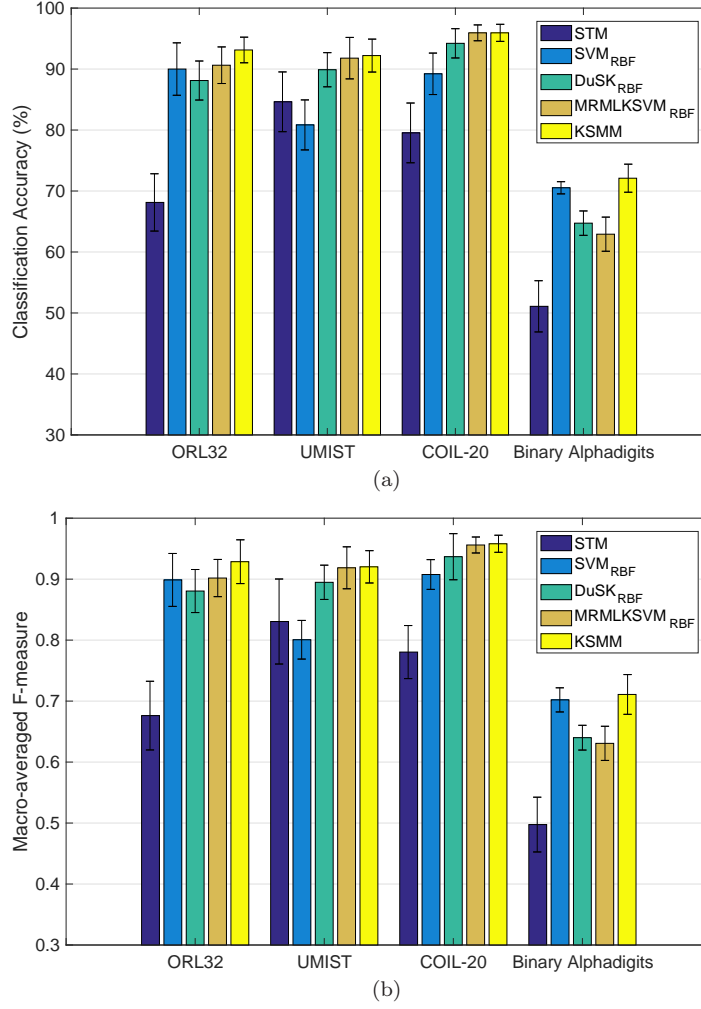 100
90
80
70
60
50
40
30
Classification Accuracy (%)
STM
SVM_RBF
DuSK_RBF
MRMLKSVM_RBF
KSMM
ORL32 UMIST COIL-20 Binary Alphadigits
(a)
1
0.9
0.8
0.7
0.6
0.5
0.4
0.3
Macro-averaged F-measure
STM
SVM_RBF
DuSK_RBF
MRMLKSVM_RBF
KSMM
ORL32 UMIST COIL-20 Binary Alphadigits
(b)